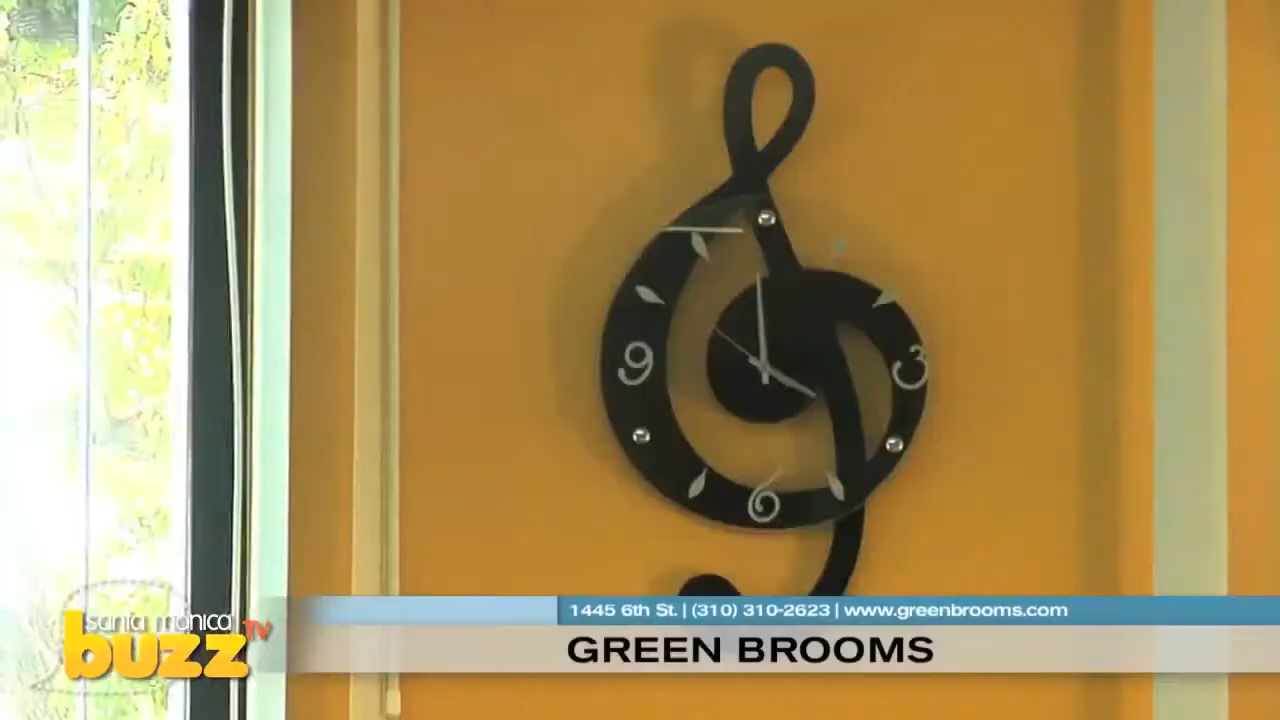 9
3
6
santa monica
buzz TV
1445 6th St. | (310) 310-2623 | www.greenbrooms.com
GREEN BROOMS